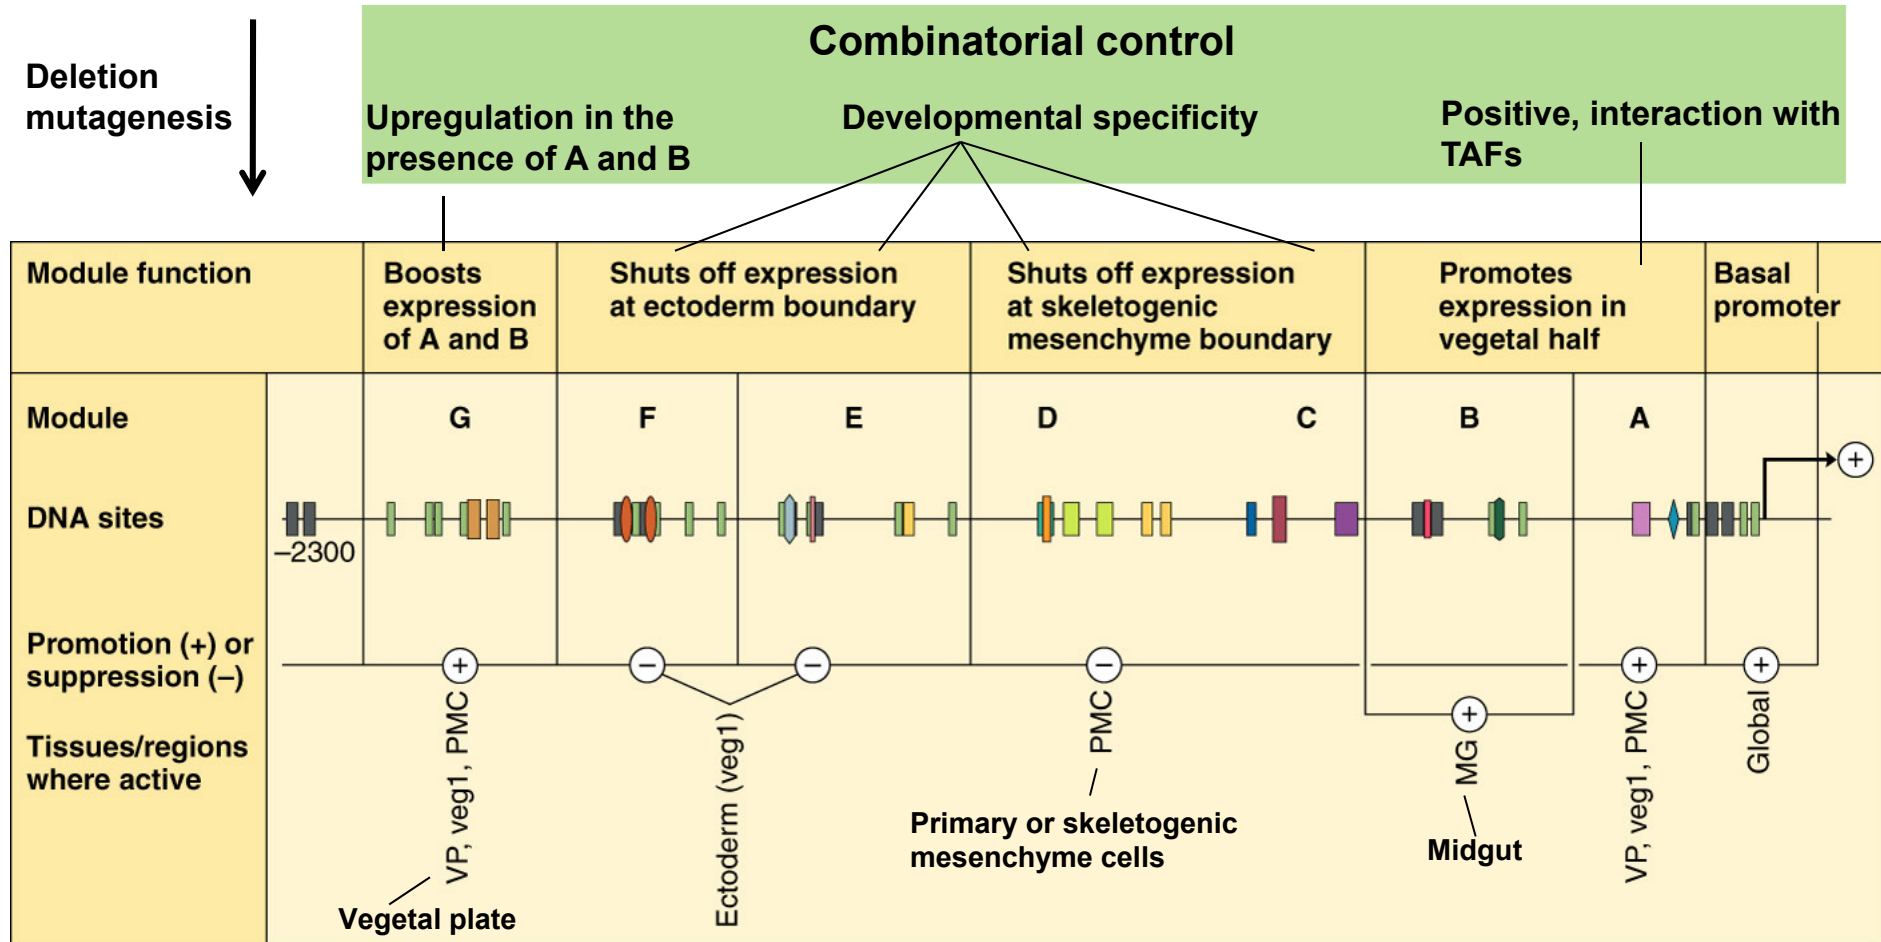 Combinatorial control
Deletion
mutagenesis
Upregulation in the
presence of A and B
Developmental specificity
Positive, interaction with
TAFs
Module function
Boosts
expression
of A and B
Shuts off expression
at ectoderm boundary
Shuts off expression
at skeletogenic
mesenchyme boundary
Promotes
expression in
vegetal half
Basal
promoter
Module
G
F
E
D
C
B
A
+
DNA sites
–2300
Promotion (+) or
suppression (–)
+
–
–
–
+
+
+
Tissues/regions
where active
VP, veg1, PMC
Ectoderm (veg1)
PMC
MG
VP, veg1, PMC
Global
Vegetal plate
Primary or skeletogenic
mesenchyme cells
Midgut